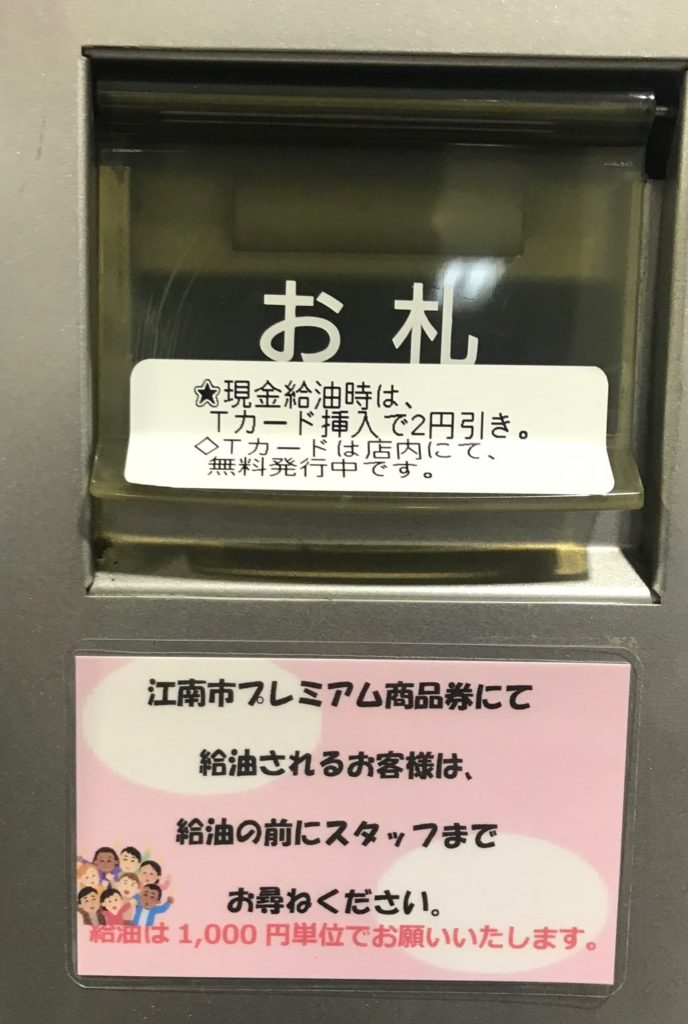 お札
★現金給油時は、
Tカード挿入で2円引き。
◇Tカードは店内にて、
無料発行中です。
江南市プレミアム商品券にて
給油されるお客様は、
給油の前にスタッフまで
お尋ねください。
給油は 1,000 円単位でお願いいたします。